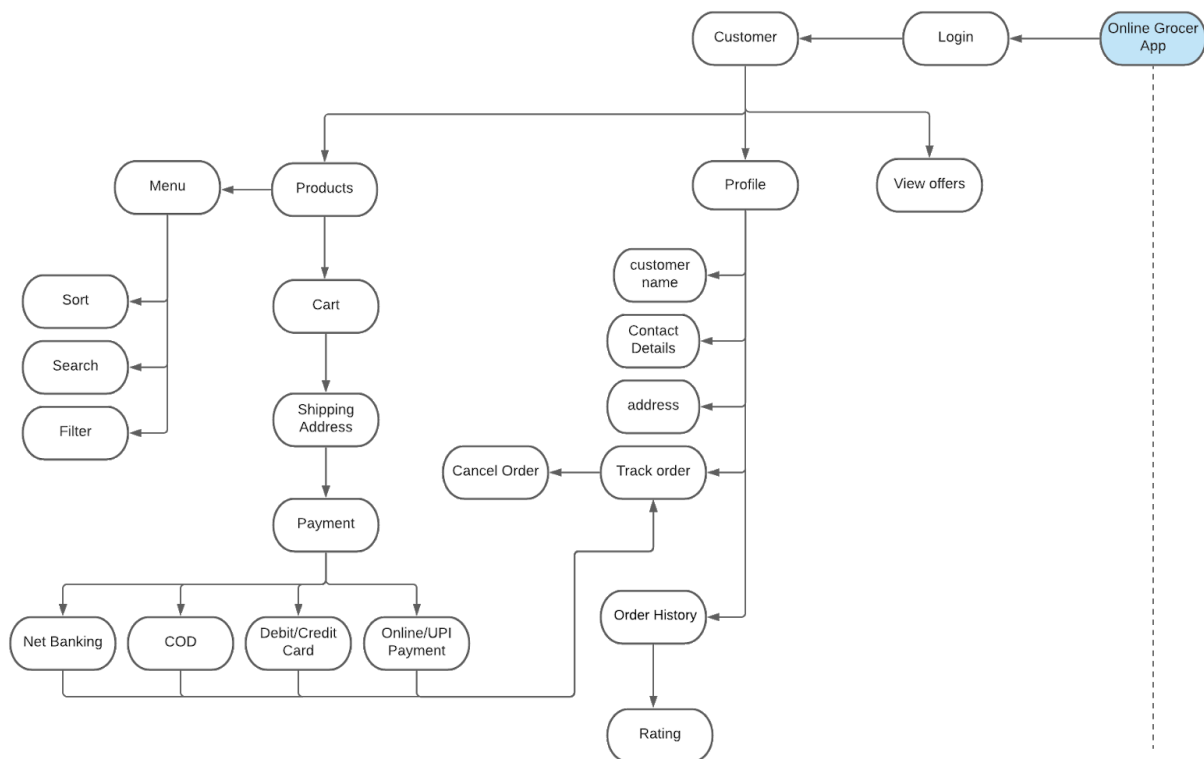 Customer
Login
Online Grocer
App
Menu
Products
Profile
View offers
Sort
Search
Filter
Cart
Shipping
Address
Payment
customer
name
Contact
Details
address
Cancel Order
Track order
Net Banking
COD
Debit/Credit
Card
Online/UPI
Payment
Order History
Rating